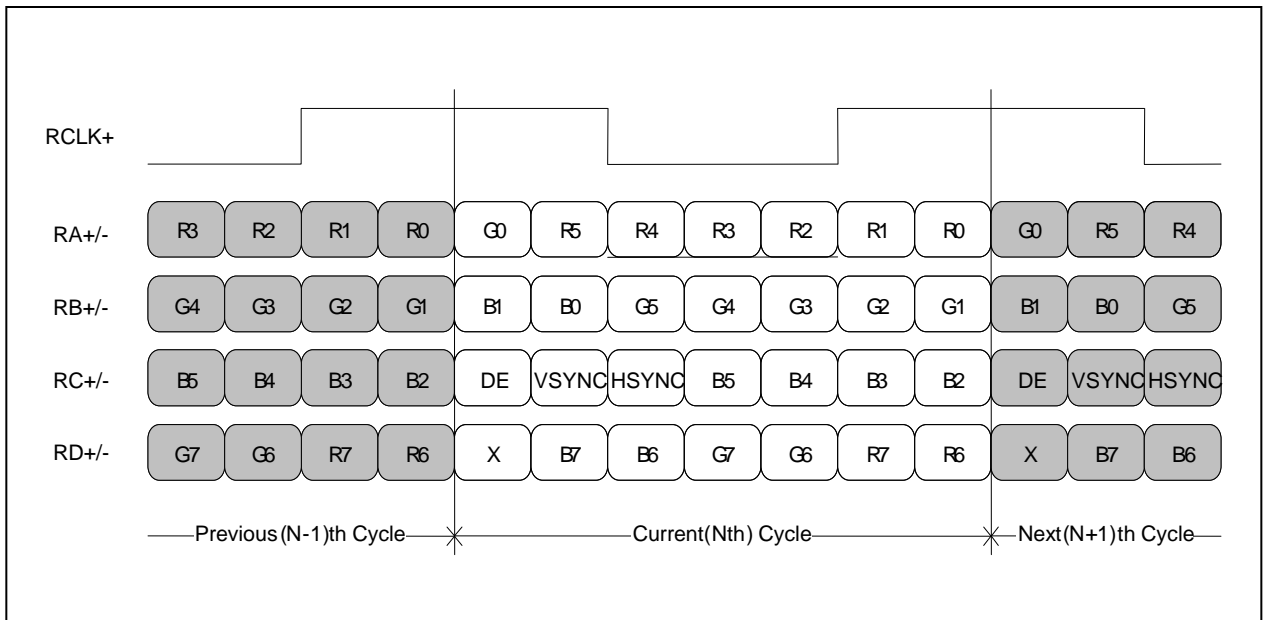 RCLK+
RA+/- R3 R2 R1 R0 G0 R5 R4 R3 R2 R1 R0 G0 R5 R4
RB+/- G4 G3 G2 G1 B1 B0 G5 G4 G3 G2 G1 B1 B0 G5
RC+/- B5 B4 B3 B2 DE VSYNC HSYNC B5 B4 B3 B2 DE VSYNC HSYNC
RD+/- G7 G6 R7 R6 X B7 B6 G7 G6 R7 R6 X B7 B6
Previous(N-1)th Cycle Current(Nth) Cycle Next(N+1)th Cycle